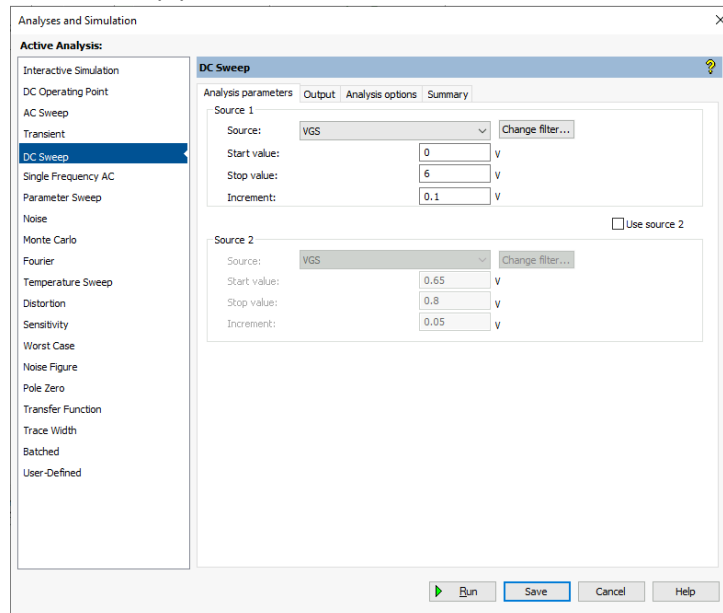 Analyses and Simulation
Active Analysis:
Interactive Simulation
DC Operating Point
AC Sweep
Transient
DC Sweep
Single Frequency AC
Parameter Sweep
Noise
Monte Carlo
Fourier
Temperature Sweep
Distortion
Sensitivity
Worst Case
Noise Figure
Pole Zero
Transfer Function
Trace Width
Batched
User-Defined
DC Sweep
Analysis parameters Output Analysis options Summary
Source 1
Source: VGS Change filter...
Start value: 0 V
Stop value: 6 V
Increment: 0.1 V
Use source 2
Source 2
Source: VGS Change filter...
Start value: 0.65 V
Stop value: 0.8 V
Increment: 0.05 V
Run Save Cancel Help